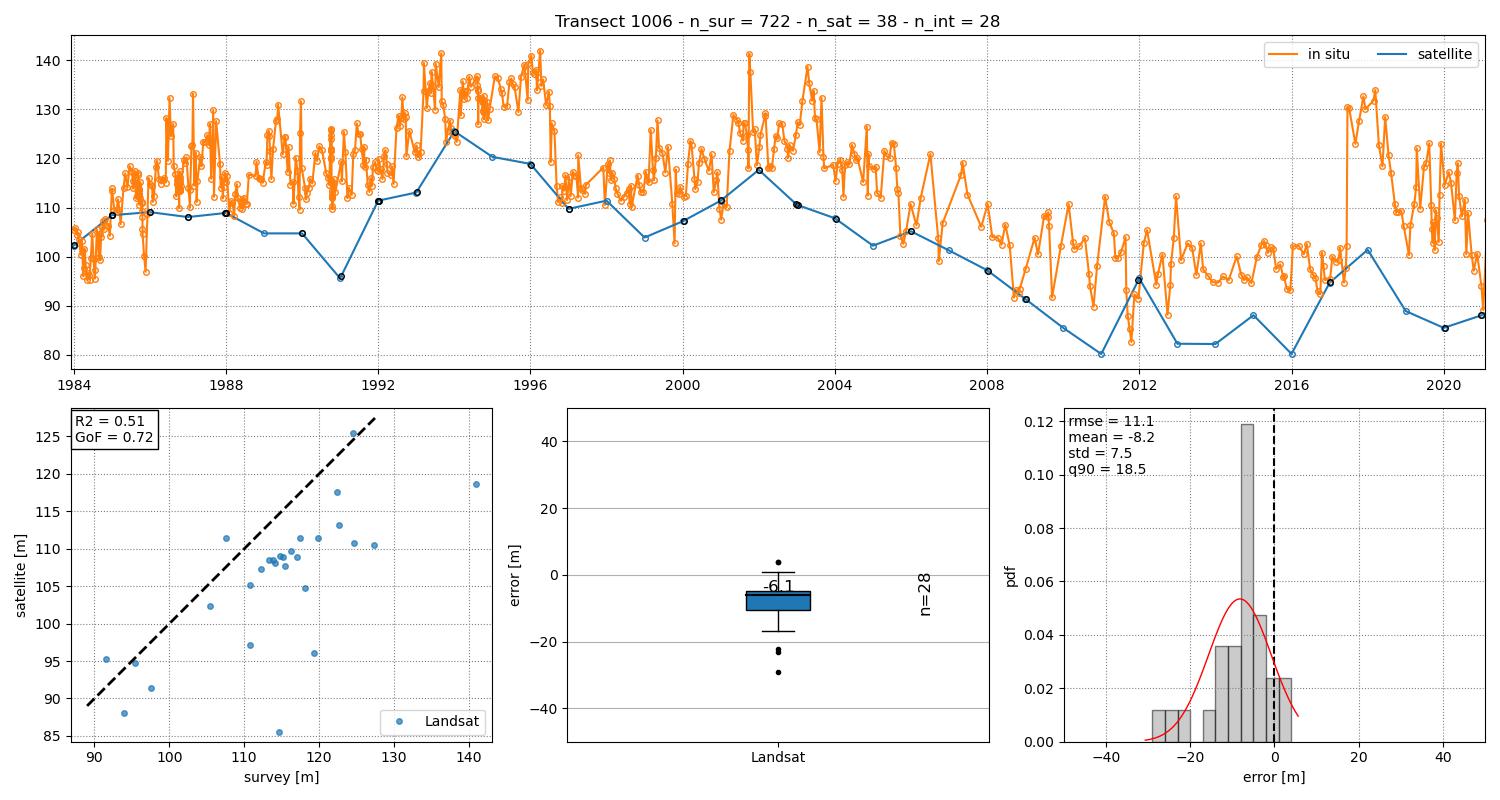 Transect 1006 - n_sur = 722 - n_sat = 38 - n_int = 28
140
130
120
110
100
90
80
in situ
satellite
1984
1988
1992
1996
2000
2004
2008
2012
2016
2020
R2 = 0.51
GoF = 0.72
125
120
115
110
105
100
95
90
85
satellite [m]
Landsat
90
100
110
120
130
140
survey [m]
40
20
0
−20
−40
error [m]
-6.1
n=28
Landsat
rmse = 11.1
mean = -8.2
std = 7.5
q90 = 18.5
0.12
0.10
0.08
0.06
0.04
0.02
0.00
pdf
−40
−20
0
20
40
error [m]